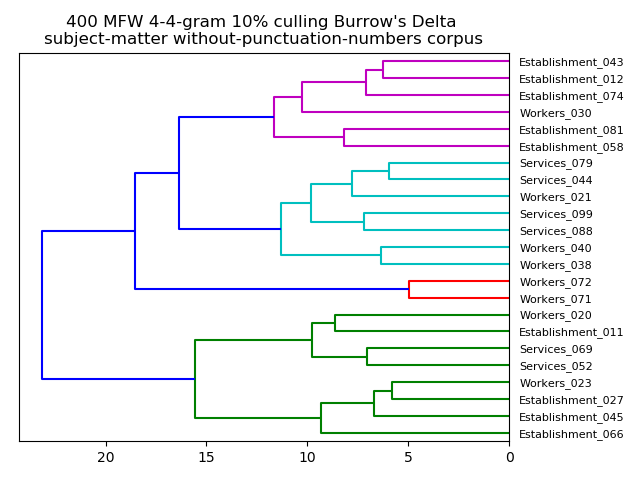 400 MFW 4-4-gram 10% culling Burrow's Delta
subject-matter without-punctuation-numbers corpus
Establishment_043
Establishment_012
Establishment_074
Workers_030
Establishment_081
Establishment_058
Services_079
Services_044
Workers_021
Services_099
Services_088
Workers_040
Workers_038
Workers_072
Workers_071
Workers_020
Establishment_011
Services_069
Services_052
Workers_023
Establishment_027
Establishment_045
Establishment_066
20 15 10 5 0